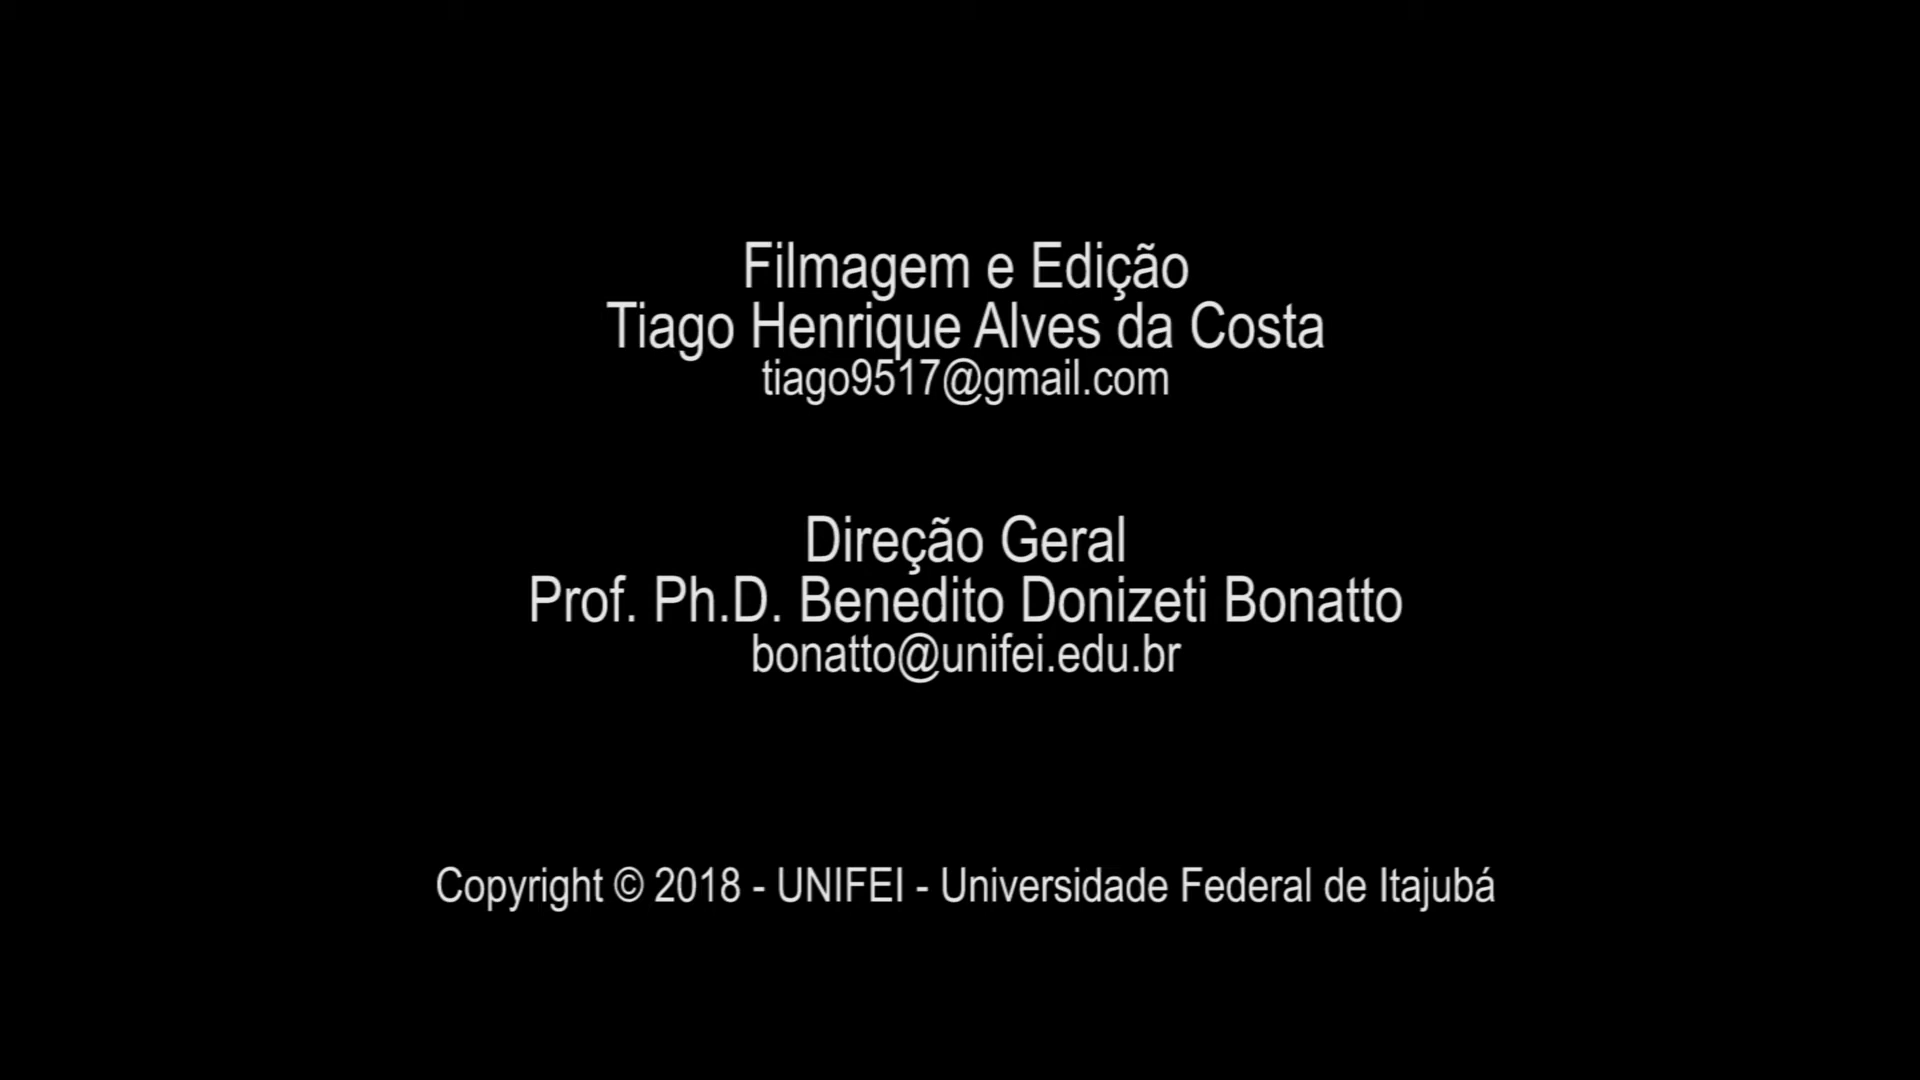 Filmagem e Edição
Tiago Henrique Alves da Costa
tiago9517@gmail.com
Direção Geral
Prof. Ph.D. Benedito Donizeti Bonatto
bonatto@unifei.edu.br
Copyright © 2018 - UNIFEI - Universidade Federal de Itajubá